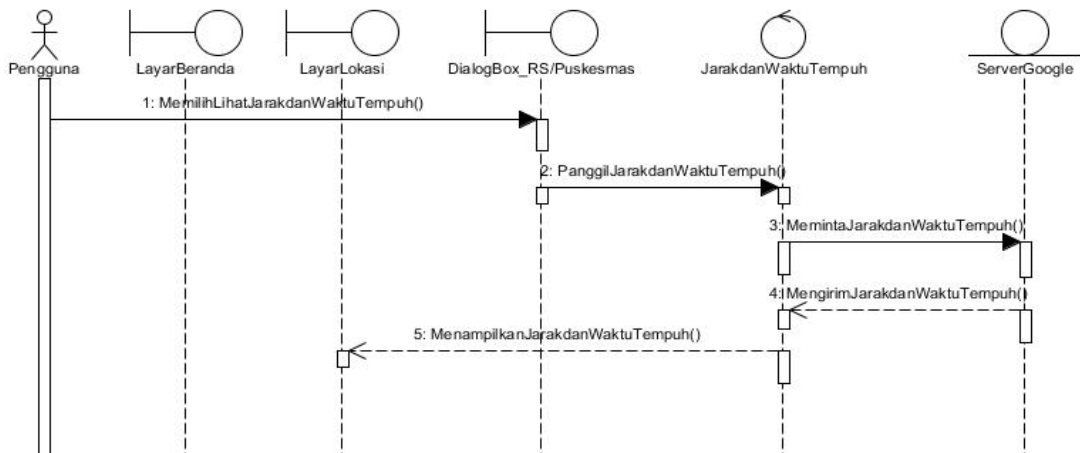 Pengguna
LayarBeranda
LayarLokasi
DialogBox_RS/Puskesmas
JarakdanWaktuTempuh
ServerGoogle
1: MemilihLihatJarakdanWaktuTempuh()
2: PanggilJarakdanWaktuTempuh()
3: MemintaJarakdanWaktuTempuh()
4: MengirimJarakdanWaktuTempuh()
5: MenampilkanJarakdanWaktuTempuh()